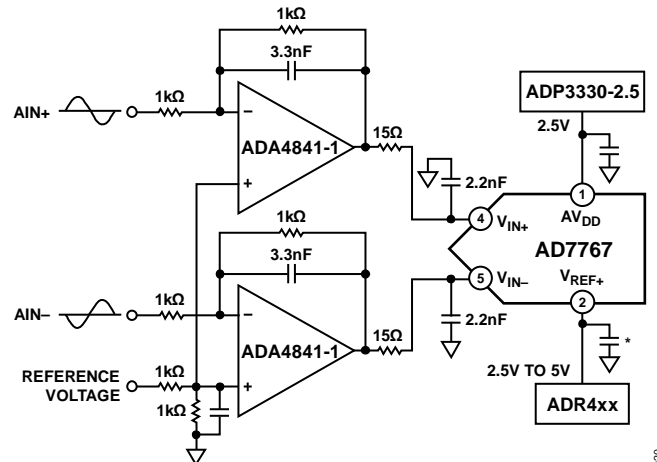 1kΩ
3.3nF
AIN+
1kΩ
−
ADA4841-1
+
15Ω
ADP3330-2.5
2.5V
2.2nF
1
AVDD
4
VIN+
AD7767
1kΩ
3.3nF
5
VIN−
VREF+
2
AIN−
1kΩ
−
ADA4841-1
+
15Ω
2.2nF
*
REFERENCE
VOLTAGE
1kΩ
1kΩ
2.5V TO 5V
ADR4xx